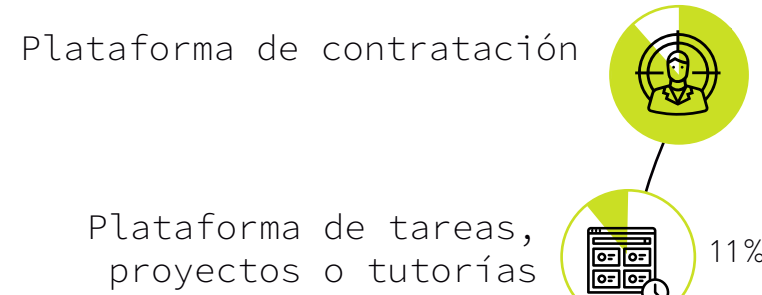 Plataforma de contratación
Plataforma de tareas,
proyectos o tutorías
11%